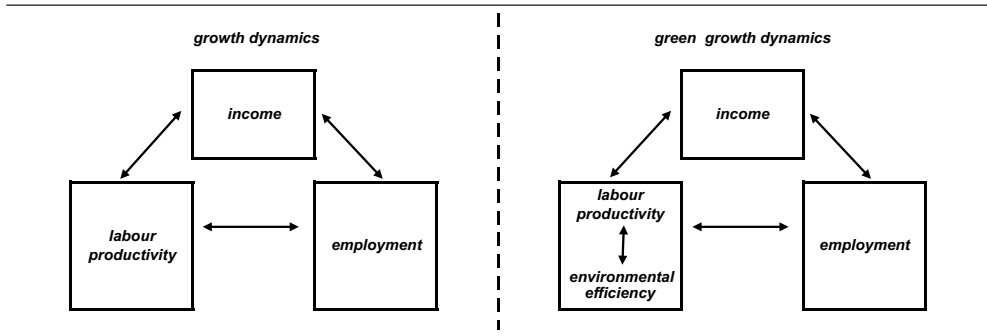 growth dynamics
income
labour
productivity
employment
green growth dynamics
income
labour
productivity
environmental
efficiency
employment